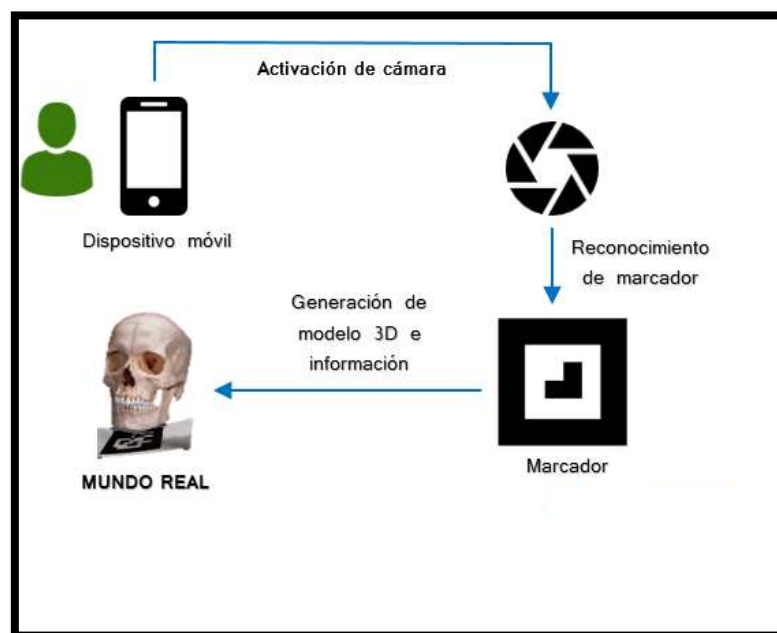 Activación de cámara
Dispositivo móvil
Reconocimiento
de marcador
Generación de
modelo 3D e
información
Marcador
MUNDO REAL